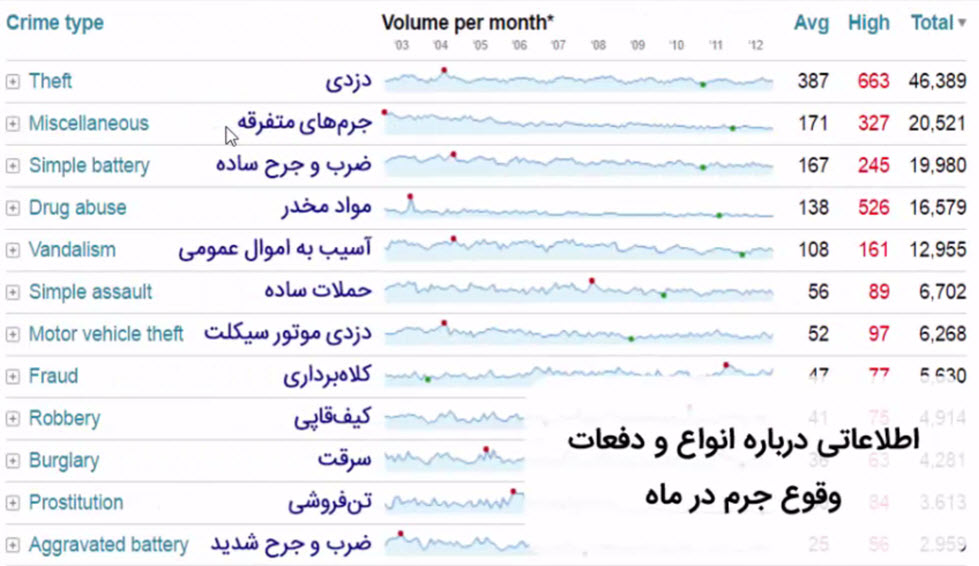 Crime type Volume per month* Avg High Total
'03 '04 '05 '06 '07 '08 '09 '10 '11 '12
Theft دزدی 387 663 46,389
Miscellaneous جرم‌های متفرقه 171 327 20,521
Simple battery ضرب و جرح ساده 167 245 19,980
Drug abuse مواد مخدر 138 526 16,579
Vandalism آسیب به اموال عمومی 108 161 12,955
Simple assault حملات ساده 56 89 6,702
Motor vehicle theft دزدی موتور سیکلت 52 97 6,268
Fraud کلاه‌برداری 47 77 5,630
Robbery کیف‌قاپی 41 75 4,914
Burglary سرقت 63 4,281
Prostitution تن‌فروشی 84 3.613
Aggravated battery ضرب و جرح شدید 25 56 2.959
اطلاعاتی درباره انواع و دفعات
وقوع جرم در ماه